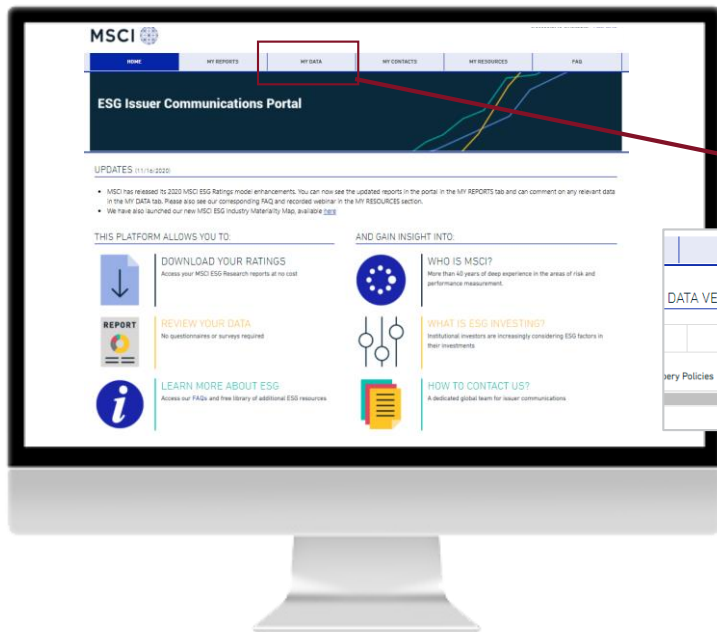 MSCI
HOME MY REPORTS MY DATA MY CONTACTS MY RESOURCES FAQ
ESG Issuer Communications Portal
UPDATES (11/16/2020)
• MSCI has released its 2020 MSCI ESG Ratings model enhancements. You can now see the updated reports in the portal in the MY REPORTS tab and can comment on any relevant data
in the MY DATA tab. Please also see our corresponding FAQ and recorded webinar in the MY RESOURCES section.
• We have also launched our new MSCI ESG Industry Materiality Map, available here
THIS PLATFORM ALLOWS YOU TO:
DOWNLOAD YOUR RATINGS
Access your MSCI ESG Research reports at no cost
REPORT
REVIEW YOUR DATA
No questionnaires or surveys required
LEARN MORE ABOUT ESG
Access our FAQs and free library of additional ESG resources
AND GAIN INSIGHT INTO:
WHO IS MSCI?
More than 40 years of deep experience in the areas of risk and
performance measurement.
WHAT IS ESG INVESTING?
Institutional investors are increasingly considering ESG factors in
their investments
HOW TO CONTACT US?
A dedicated global team for issuer communications
DATA VE
bery Policies